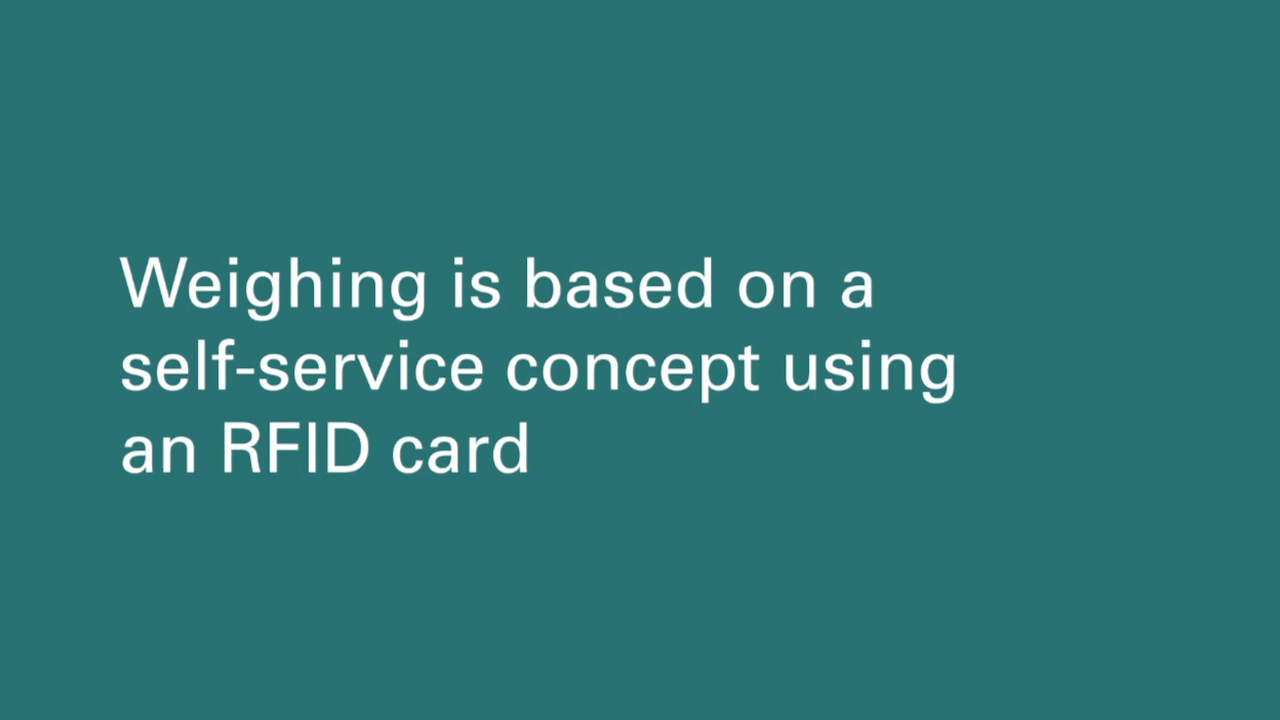 Weighing is based on a
self-service concept using
an RFID card